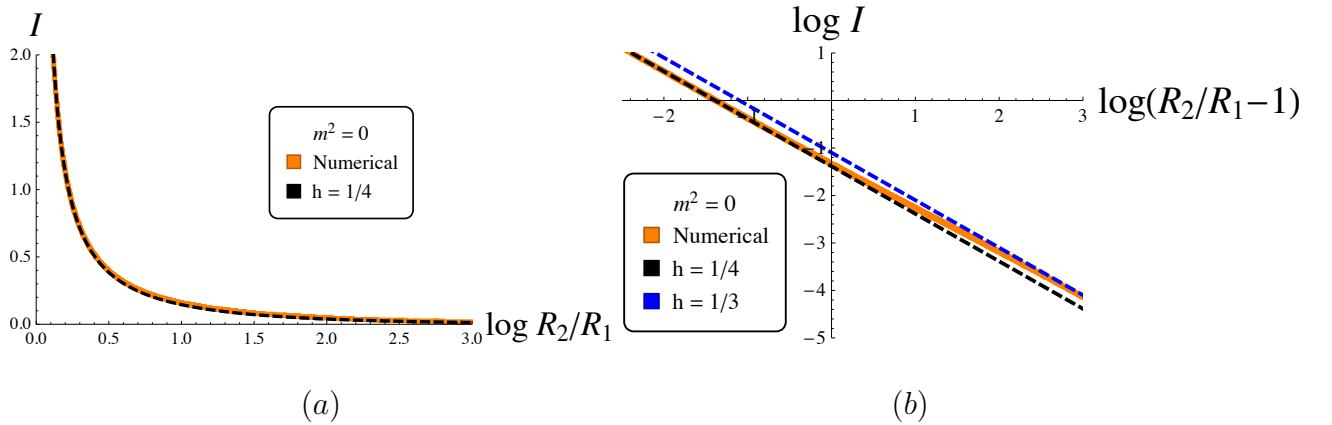 I
2.0
1.5
1.0
0.5
0.0
0.0 0.5 1.0 1.5 2.0 2.5 3.0
log R₂/R₁
m² = 0
Numerical
h = 1/4
(a)
log I
1
−2 −1 1 2 3
log(R₂/R₁−1)
−1
−2
−3
−4
−5
m² = 0
Numerical
h = 1/4
h = 1/3
(b)